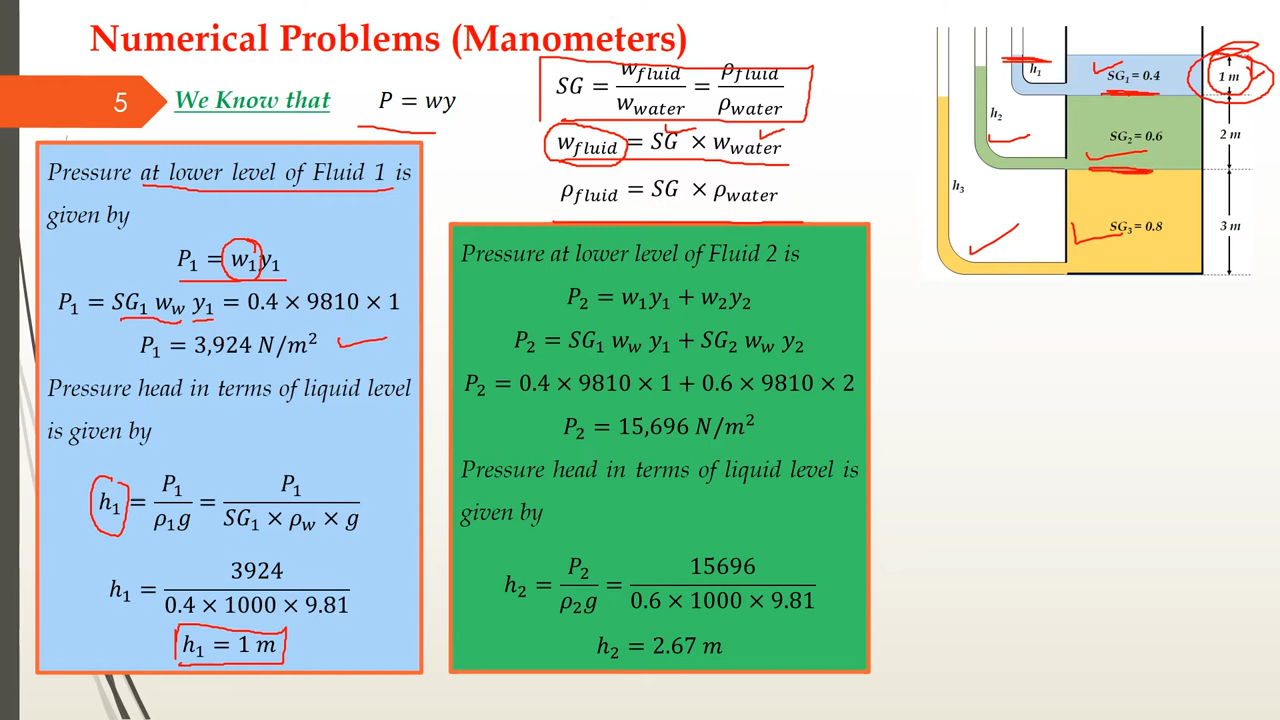 Numerical Problems (Manometers)
5
We Know that
P = wy
SG = w_fluid / w_water = ρ_fluid / ρ_water
w_fluid = SG × w_water
ρ_fluid = SG × ρ_water
Pressure at lower level of Fluid 1 is
given by
P₁ = w₁y₁
P₁ = SG₁ w_w y₁ = 0.4 × 9810 × 1
P₁ = 3,924 N/m²
Pressure head in terms of liquid level
is given by
h₁ = P₁ / ρ₁g = P₁ / SG₁ × ρ_w × g
h₁ = 3924 / 0.4 × 1000 × 9.81
h₁ = 1 m
Pressure at lower level of Fluid 2 is
P₂ = w₁y₁ + w₂y₂
P₂ = SG₁ w_w y₁ + SG₂ w_w y₂
P₂ = 0.4 × 9810 × 1 + 0.6 × 9810 × 2
P₂ = 15,696 N/m²
Pressure head in terms of liquid level is
given by
h₂ = P₂ / ρ₂g = 15696 / 0.6 × 1000 × 9.81
h₂ = 2.67 m
h₁
SG₁ = 0.4
1 m
h₂
SG₂ = 0.6
2 m
h₃
SG₃ = 0.8
3 m